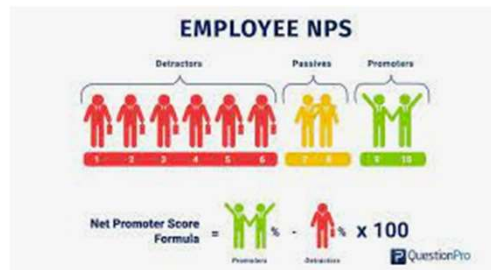 EMPLOYEE NPS
Detractors Passives Promoters
1 2 3 4 5 6 7 8 9 10
Net Promoter Score
Formula = % - % x 100
Promoters Detractors
QuestionPro